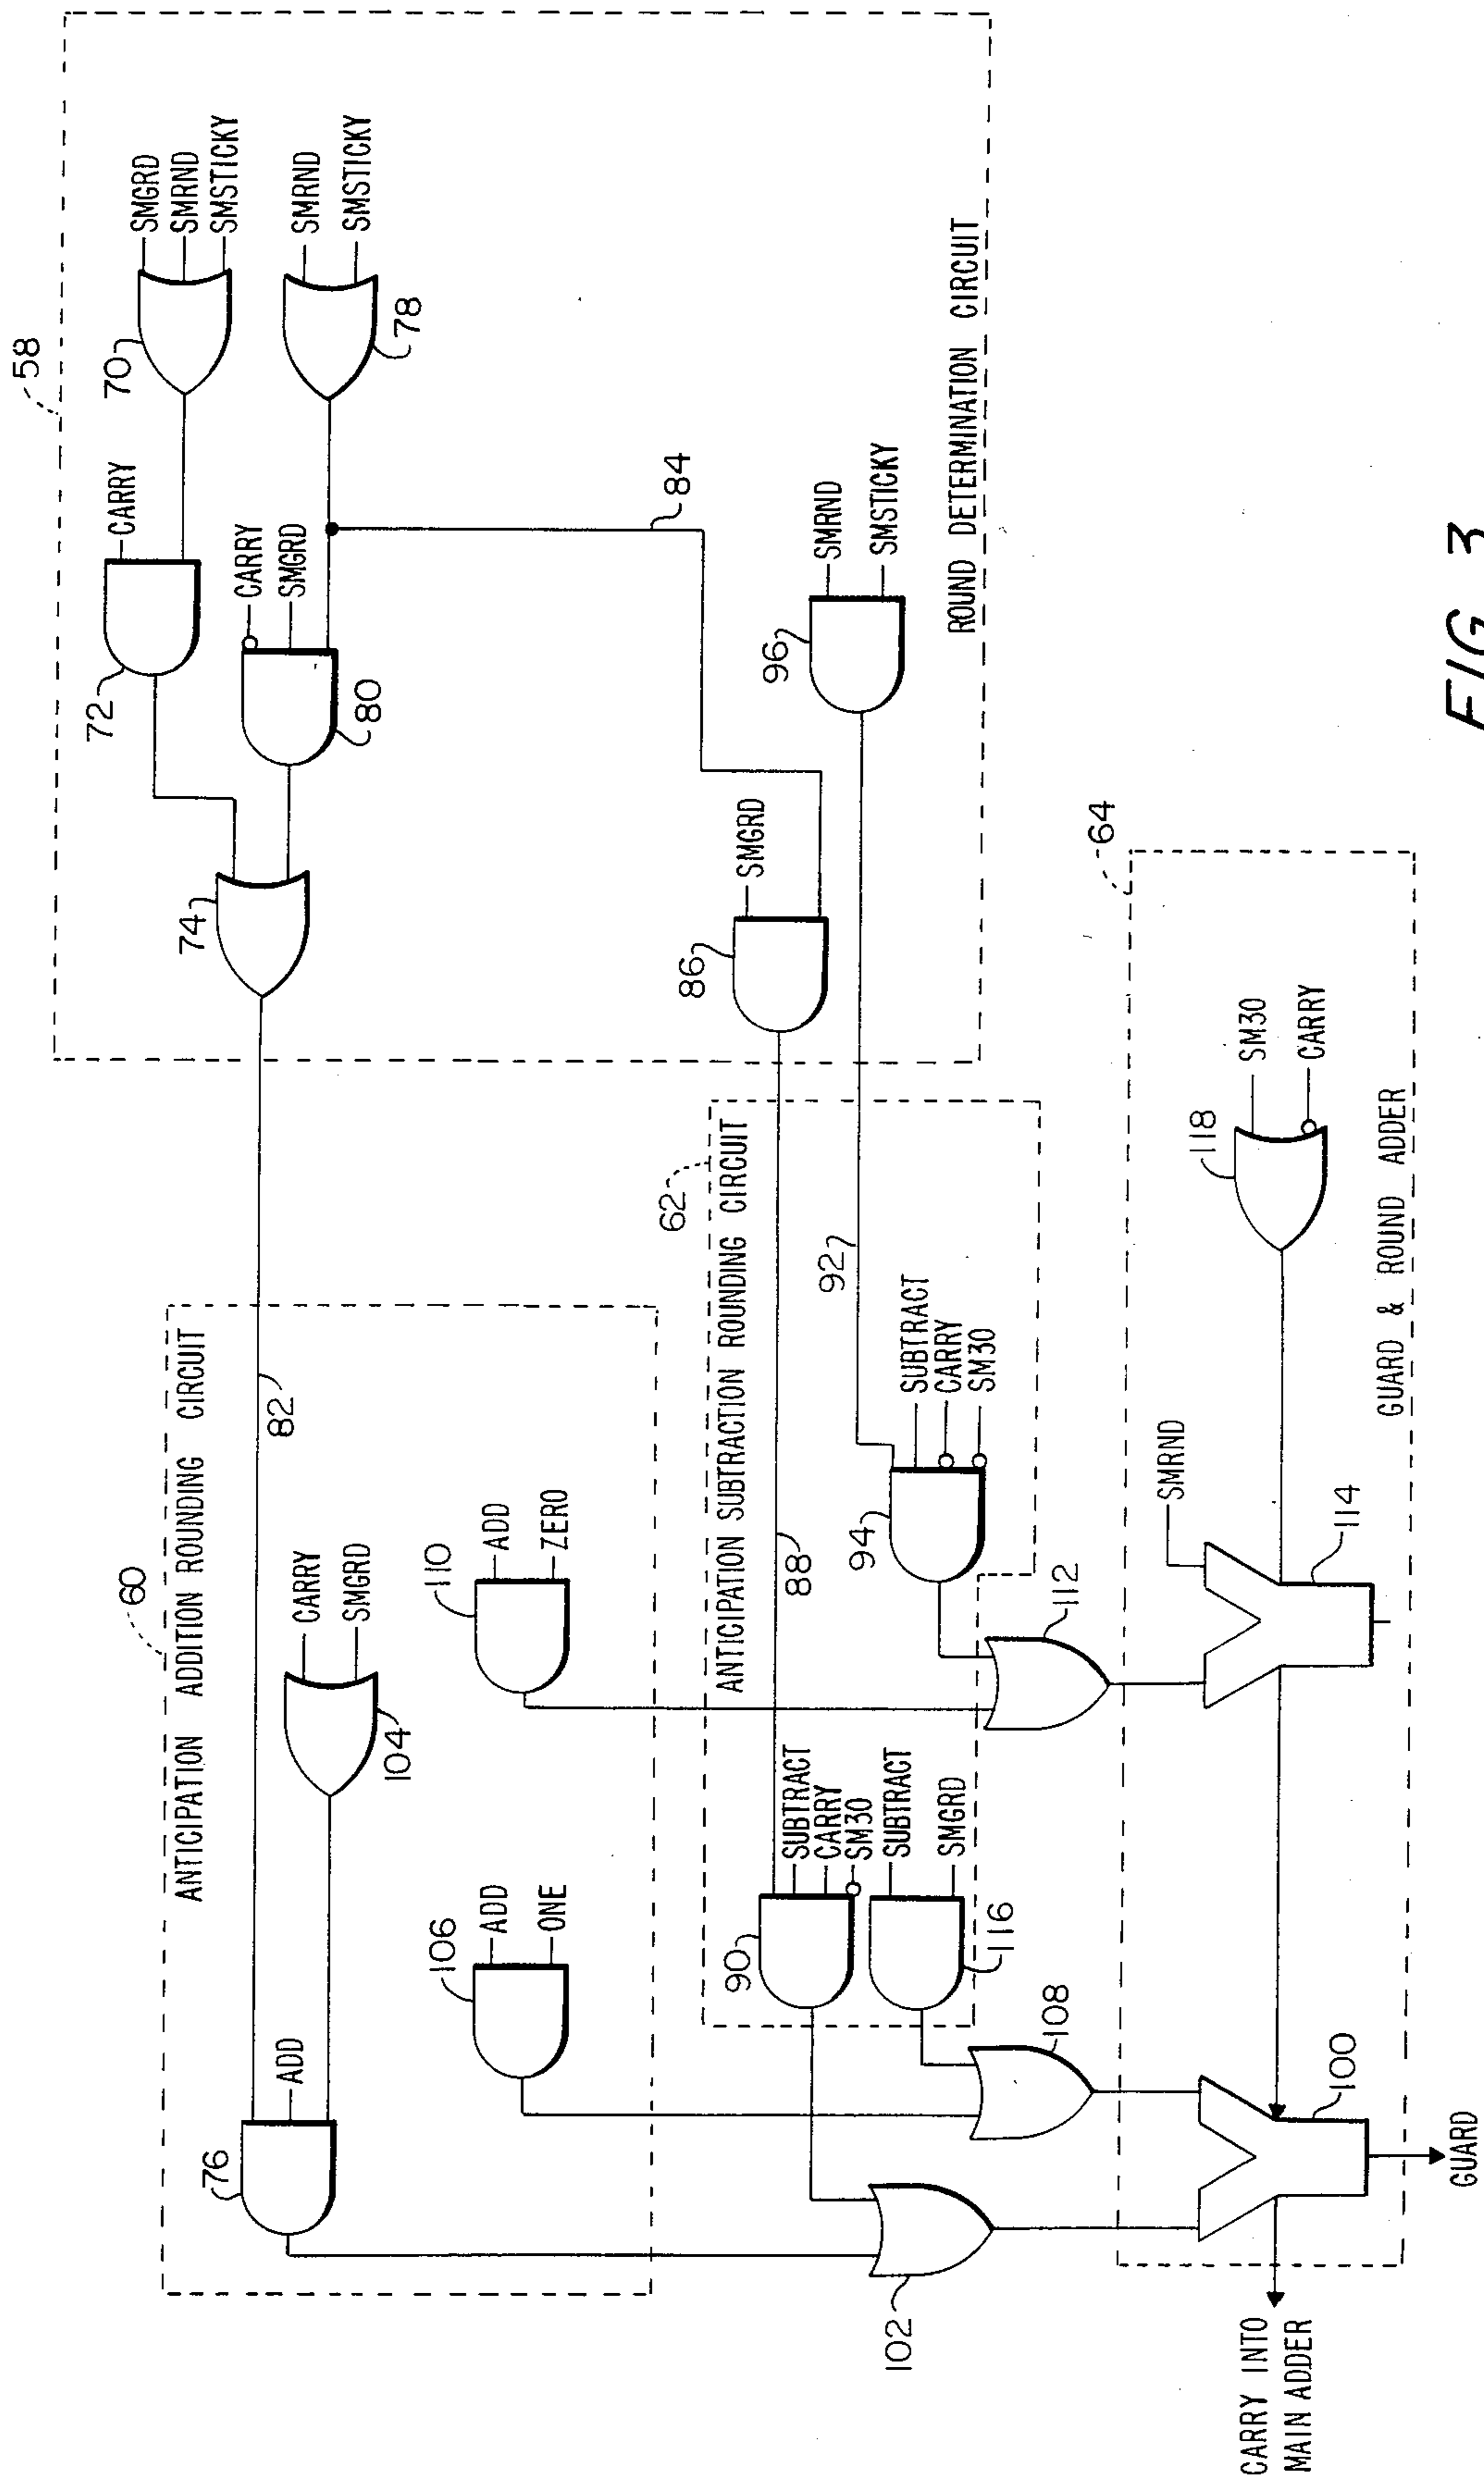 58
70
SMGRD
SMRND
SMSTICKY
72
CARRY
78
SMRND
SMSTICKY
80
CARRY
SMGRD
74
84
86
SMGRD
96
SMRND
SMSTICKY
ROUND DETERMINATION CIRCUIT
60
ANTICIPATION ADDITION ROUNDING CIRCUIT
82
76
ADD
104
CARRY
SMGRD
106
ADD
ONE
110
ADD
ZERO
62
ANTICIPATION SUBTRACTION ROUNDING CIRCUIT
88
92
90
SUBTRACT
CARRY
SM30
116
SUBTRACT
SMGRD
94
SUBTRACT
CARRY
SM30
102
108
112
64
118
SM30
CARRY
SMRND
114
100
GUARD & ROUND ADDER
CARRY INTO
MAIN ADDER
GUARD
FIG 3